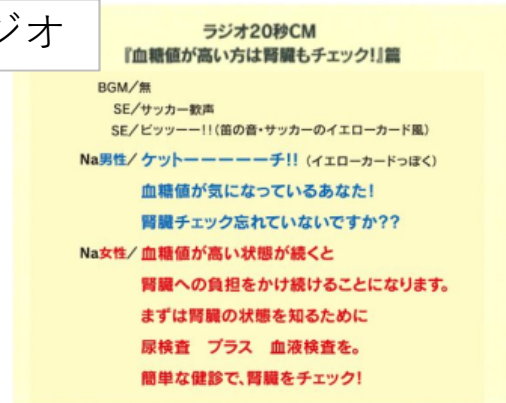 ジオ
ラジオ20秒CM
『血糖値が高い方は腎臓もチェック!』篇
BGM/無
SE/サッカー歓声
SE/ピッツーー!!(笛の音・サッカーのイエローカード風)
Na男性/ケットーーーーーチ!!(イエローカードっぽく)
血糖値が気になっているあなた!
腎臓チェック忘れていないですか??
Na女性/血糖値が高い状態が続くと
腎臓への負担をかけ続けることになります。
まずは腎臓の状態を知るために
尿検査 プラス 血液検査を。
簡単な健診で、腎臓をチェック!